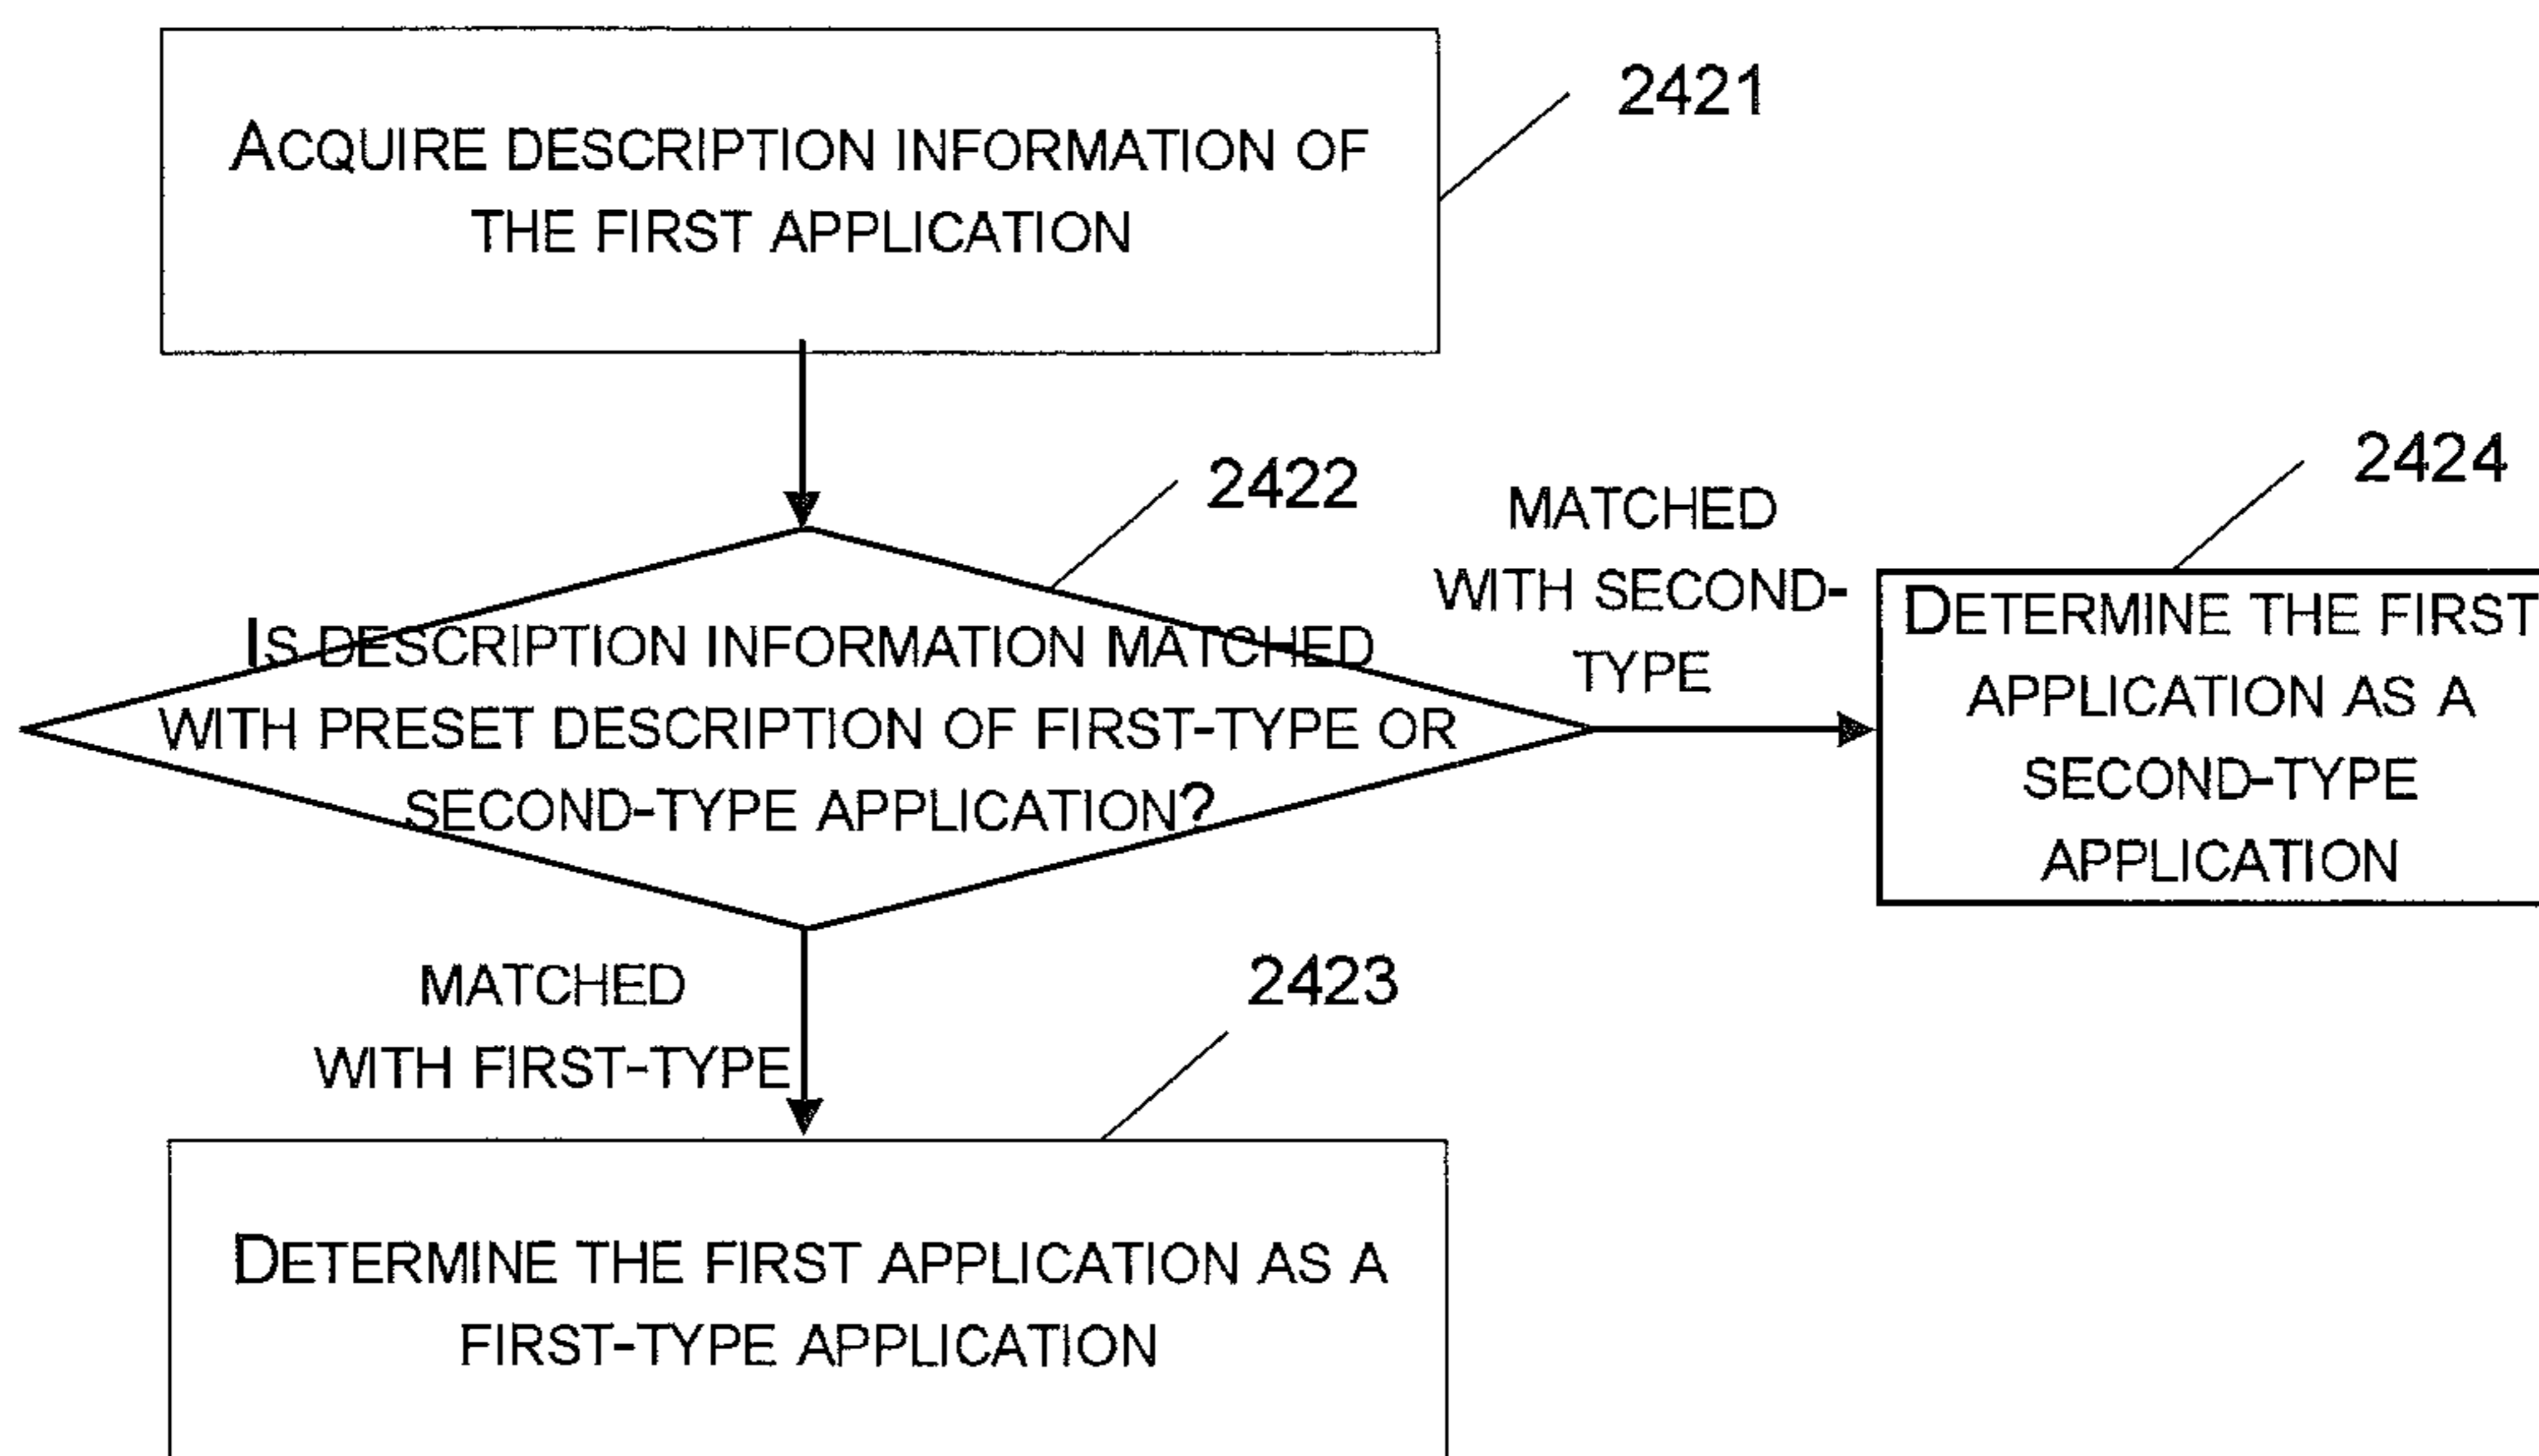 2421
ACQUIRE DESCRIPTION INFORMATION OF
THE FIRST APPLICATION
2422
IS DESCRIPTION INFORMATION MATCHED
WITH PRESET DESCRIPTION OF FIRST-TYPE OR
SECOND-TYPE APPLICATION?
MATCHED
WITH SECOND-
TYPE
2424
DETERMINE THE FIRST
APPLICATION AS A
SECOND-TYPE
APPLICATION
MATCHED
WITH FIRST-TYPE
2423
DETERMINE THE FIRST APPLICATION AS A
FIRST-TYPE APPLICATION